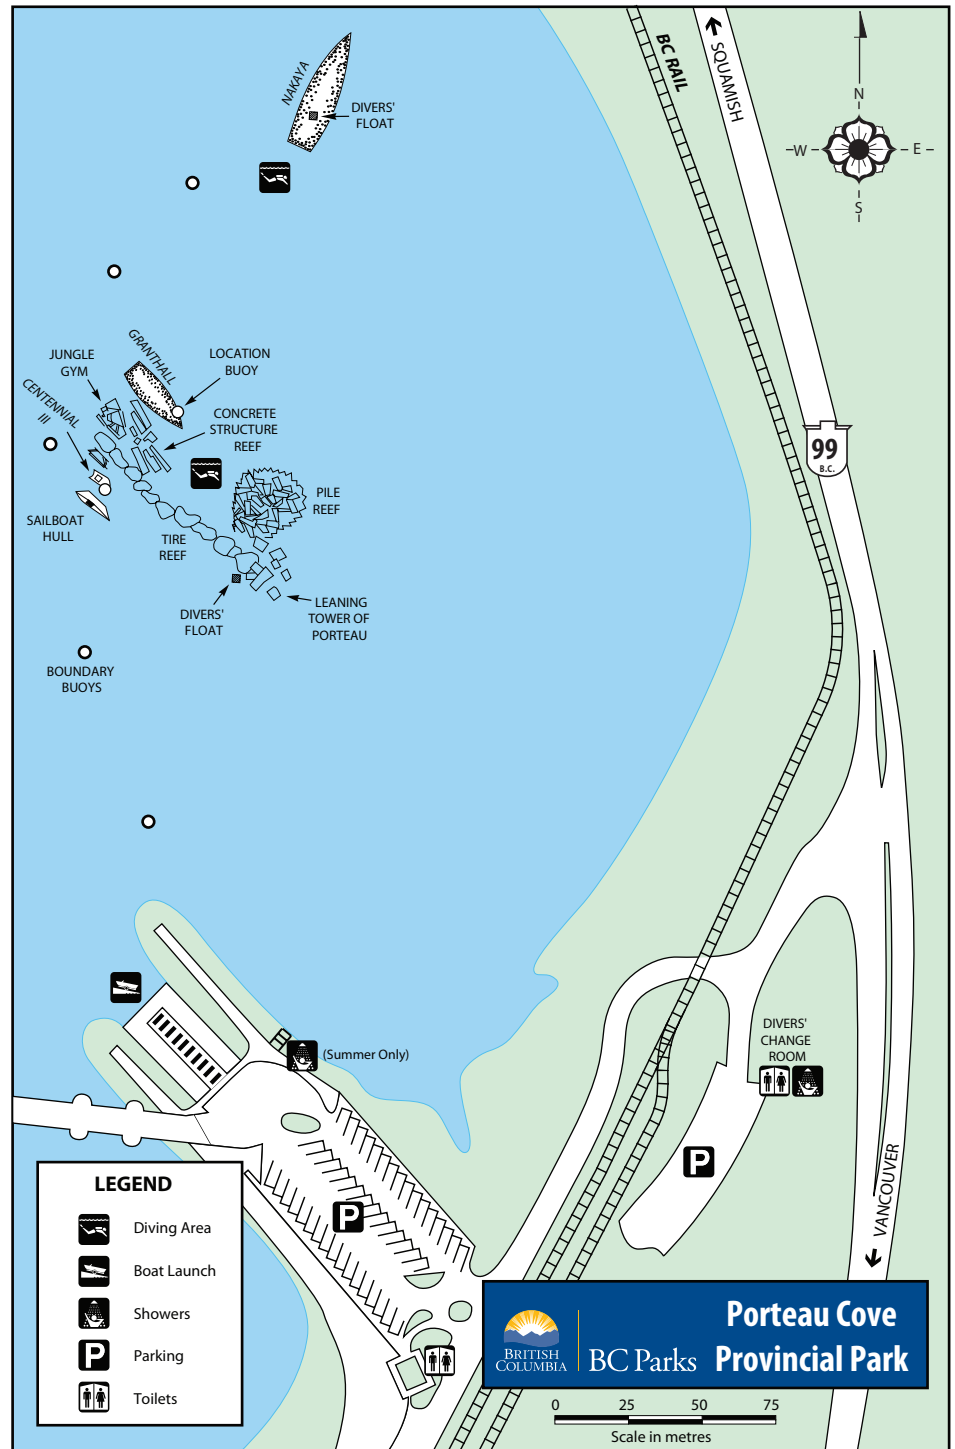 NAKAYA
DIVERS'
FLOAT
BC RAIL
SQUAMISH
N
W
E
S
GRANTHALL
JUNGLE
GYM
LOCATION
BUOY
CENTENNIAL
III
CONCRETE
STRUCTURE
REEF
99
B.C.
PILE
REEF
SAILBOAT
HULL
TIRE
REEF
DIVERS'
FLOAT
LEANING
TOWER OF
PORTEAU
BOUNDARY
BUOYS
(Summer Only)
DIVERS'
CHANGE
ROOM
P
P
VANCOUVER
LEGEND
Diving Area
Boat Launch
Showers
P Parking
Toilets
BRITISH
COLUMBIA
BC Parks
Porteau Cove
Provincial Park
0 25 50 75
Scale in metres